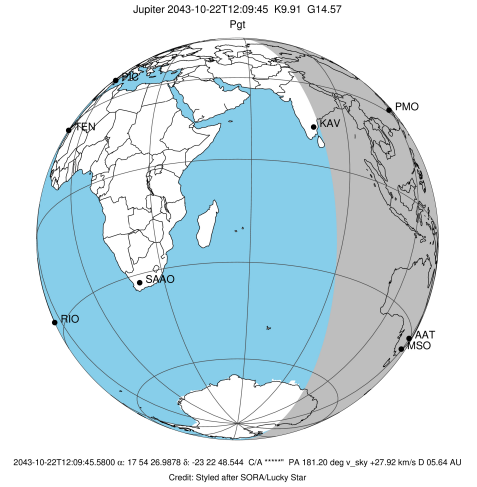 Jupiter 2043-10-22T12:09:45 K9.91 G14.57
Pgt
PIC
TEN
KAV
PMO
SAAO
RIO
AAT
MSO
2043-10-22T12:09:45.5800 α: 17 54 26.9878 δ: -23 22 48.544 C/A *****" PA 181.20 deg v_sky +27.92 km/s D 05.64 AU
Credit: Styled after SORA/Lucky Star